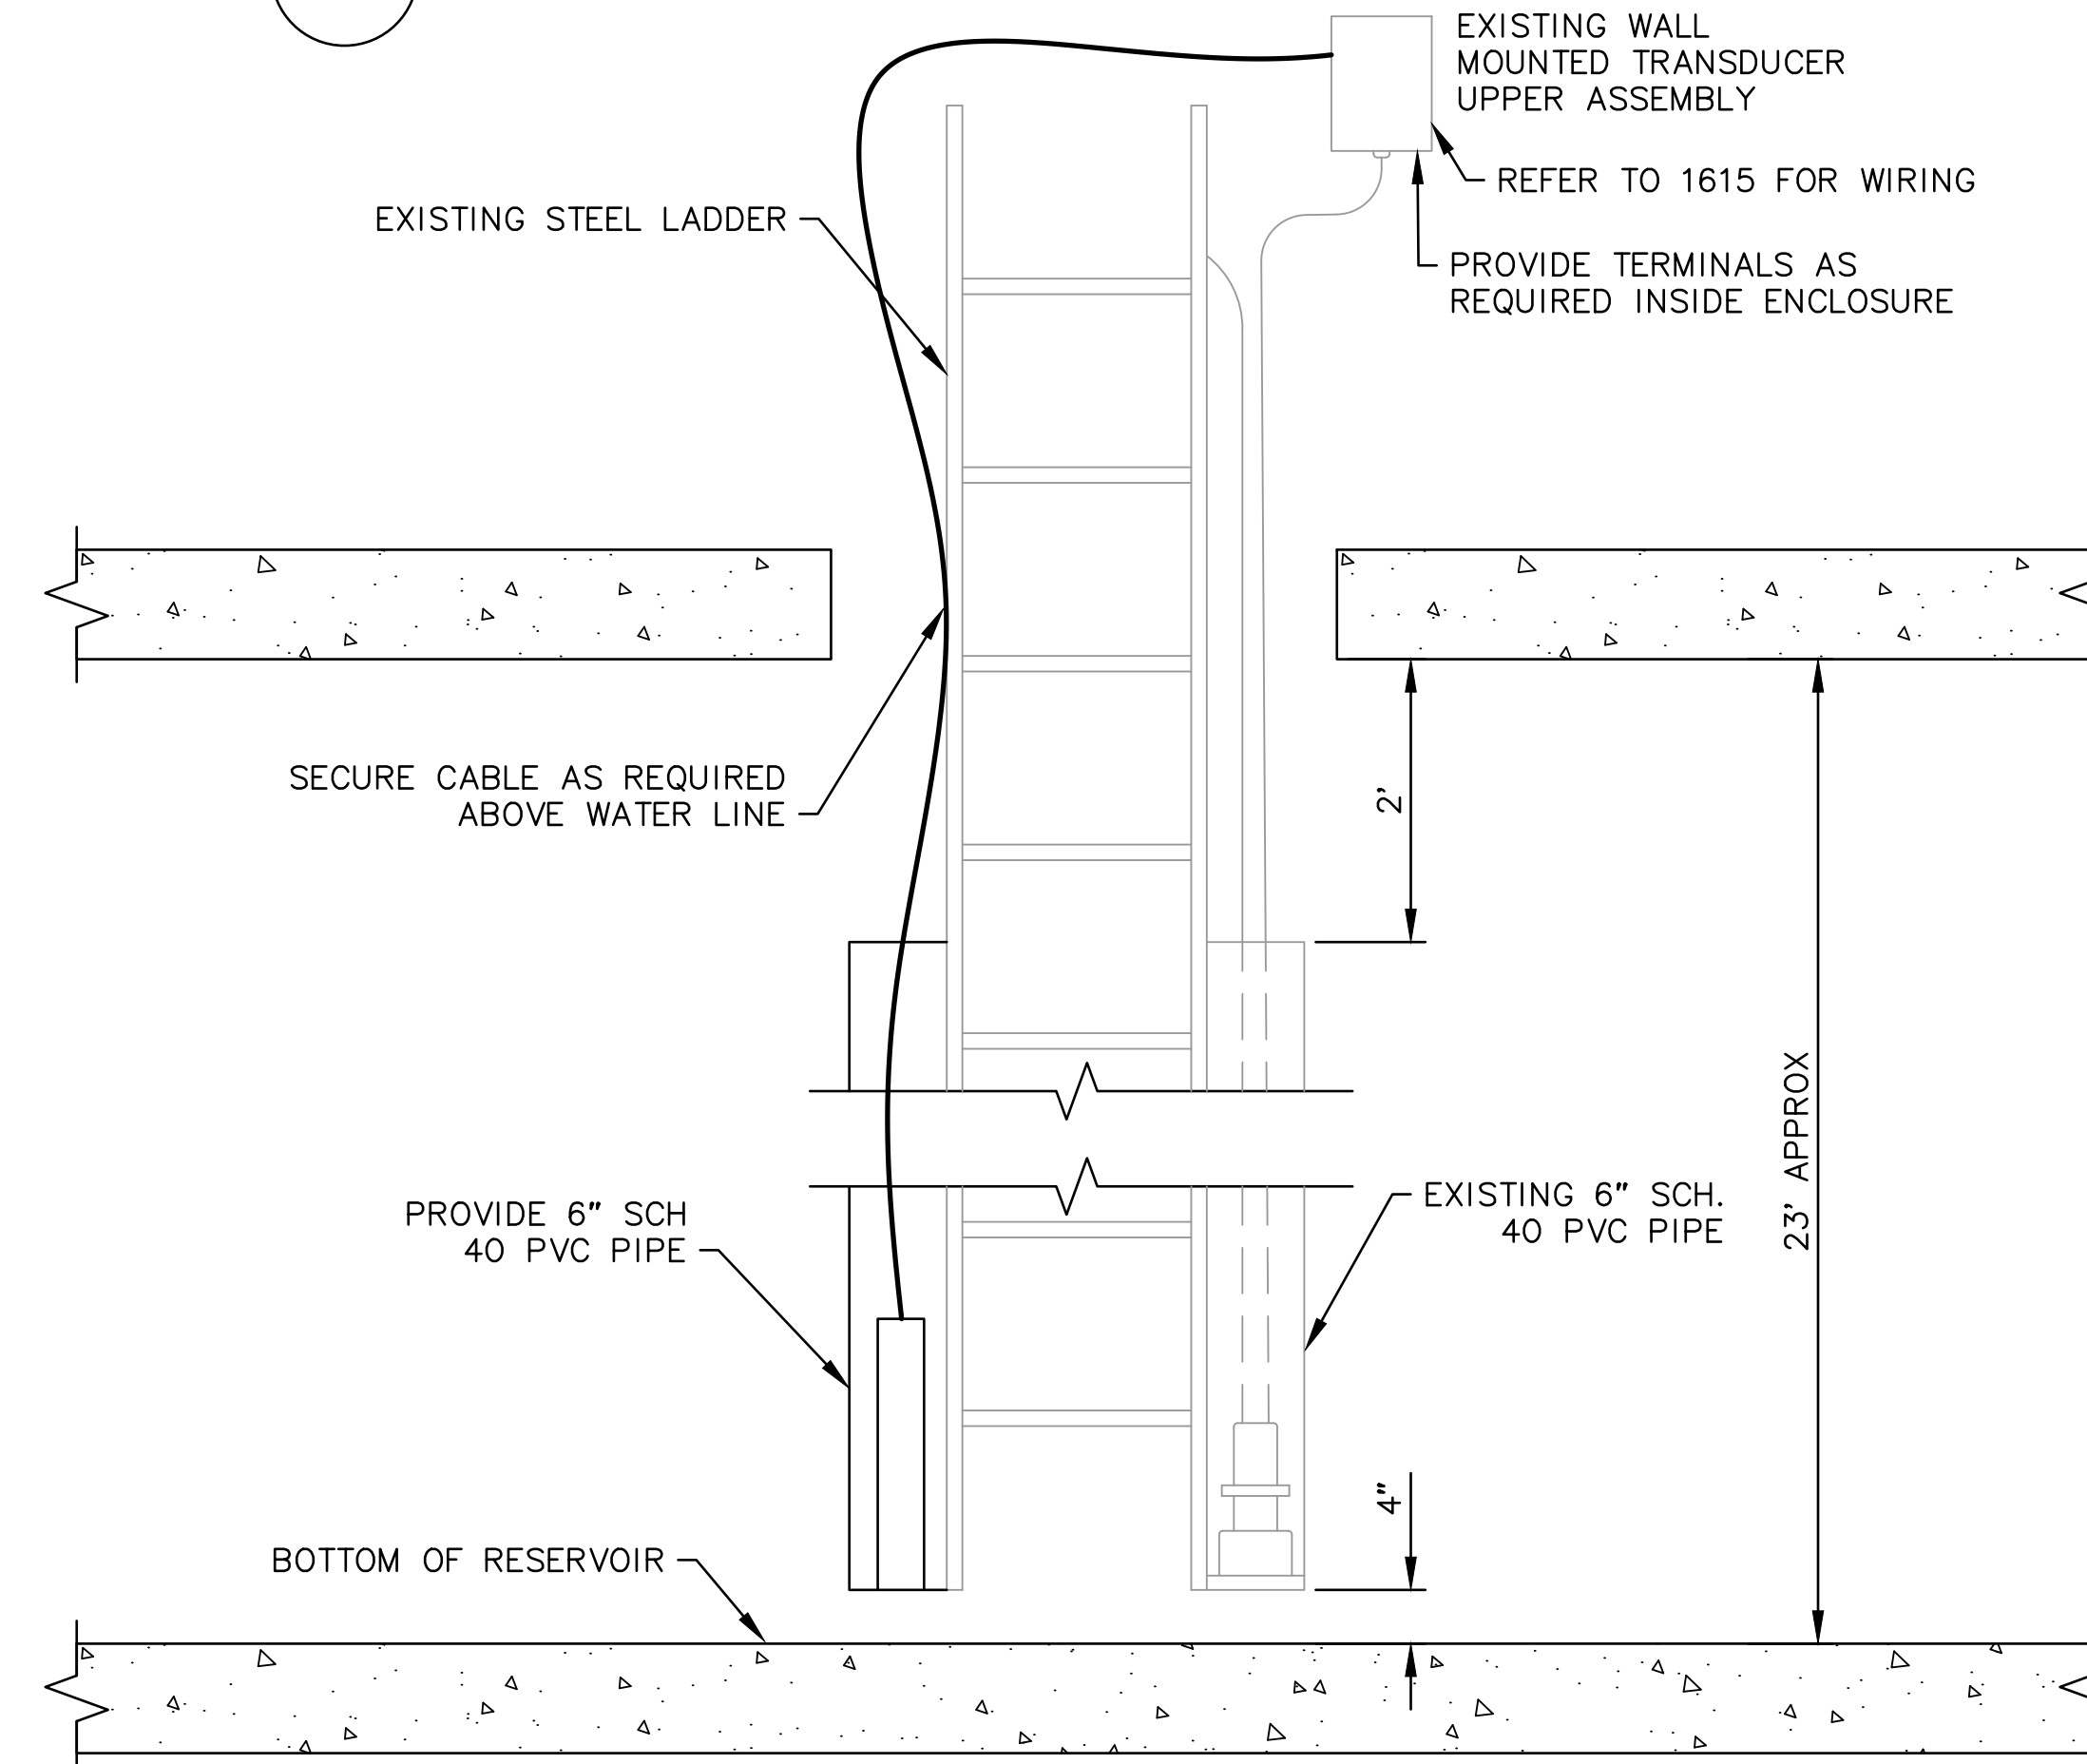 EXISTING WALL
MOUNTED TRANSDUCER
UPPER ASSEMBLY
REFER TO 1615 FOR WIRING
EXISTING STEEL LADDER
PROVIDE TERMINALS AS
REQUIRED INSIDE ENCLOSURE
SECURE CABLE AS REQUIRED
ABOVE WATER LINE
2'
23' APPROX
PROVIDE 6" SCH
40 PVC PIPE
EXISTING 6" SCH.
40 PVC PIPE
4"
BOTTOM OF RESERVOIR